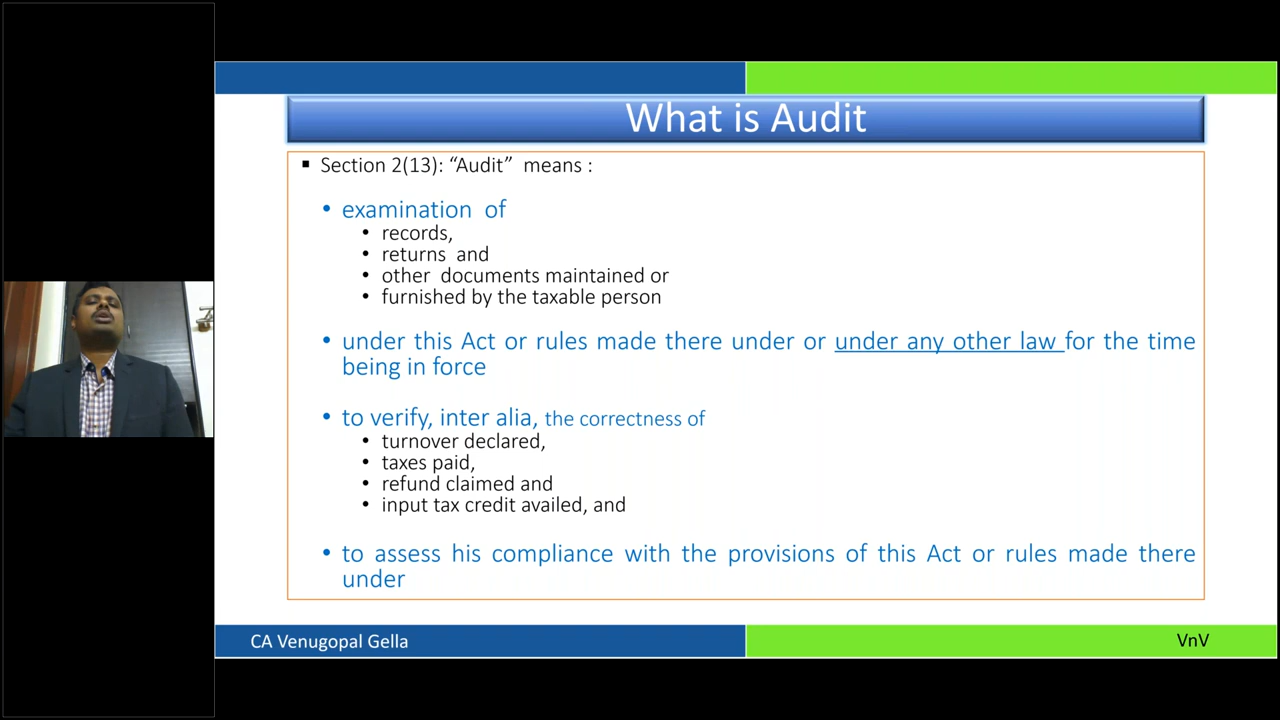 What is Audit
▪ Section 2(13): “Audit” means :
• examination of
• records,
• returns and
• other documents maintained or
• furnished by the taxable person
• under this Act or rules made there under or under any other law for the time
being in force
• to verify, inter alia, the correctness of
• turnover declared,
• taxes paid,
• refund claimed and
• input tax credit availed, and
• to assess his compliance with the provisions of this Act or rules made there
under
CA Venugopal Gella
VnV